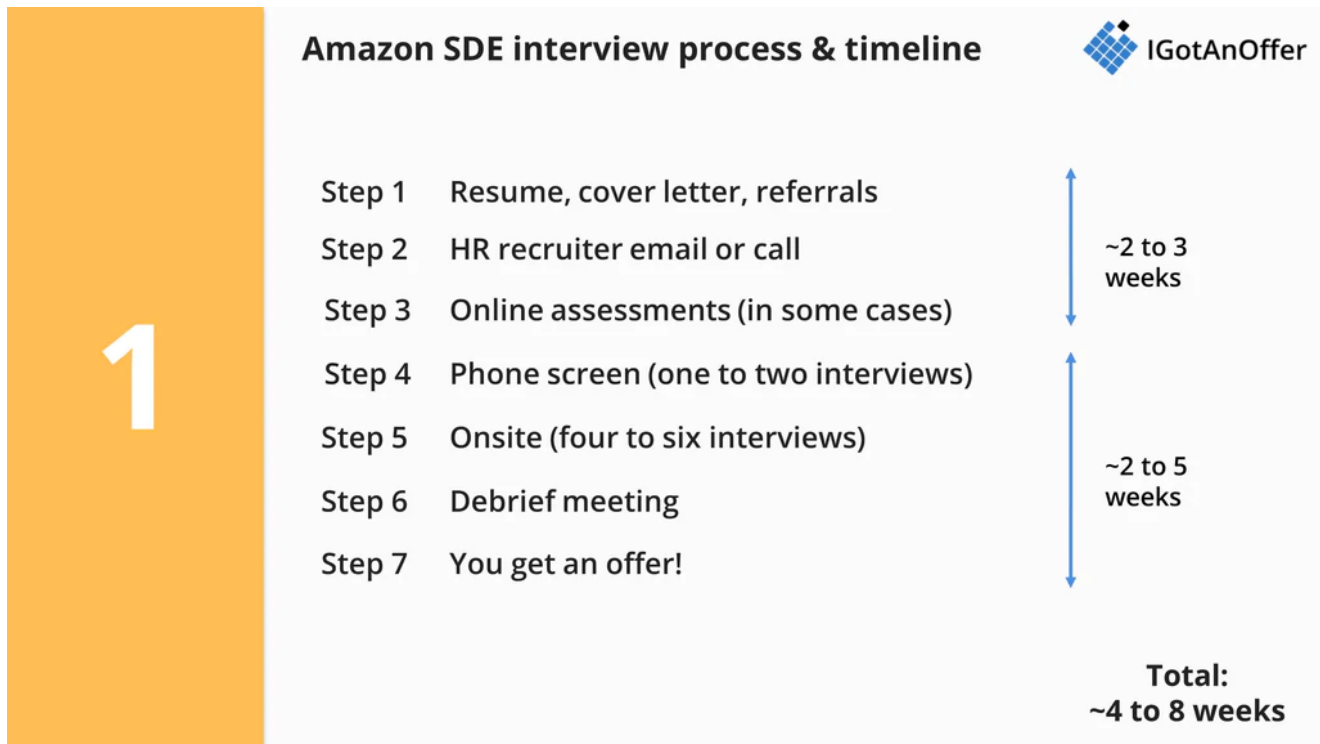 Amazon SDE interview process & timeline
IGotAnOffer
1
Step 1 Resume, cover letter, referrals
Step 2 HR recruiter email or call
Step 3 Online assessments (in some cases)
~2 to 3
weeks
Step 4 Phone screen (one to two interviews)
Step 5 Onsite (four to six interviews)
Step 6 Debrief meeting
Step 7 You get an offer!
~2 to 5
weeks
Total:
~4 to 8 weeks